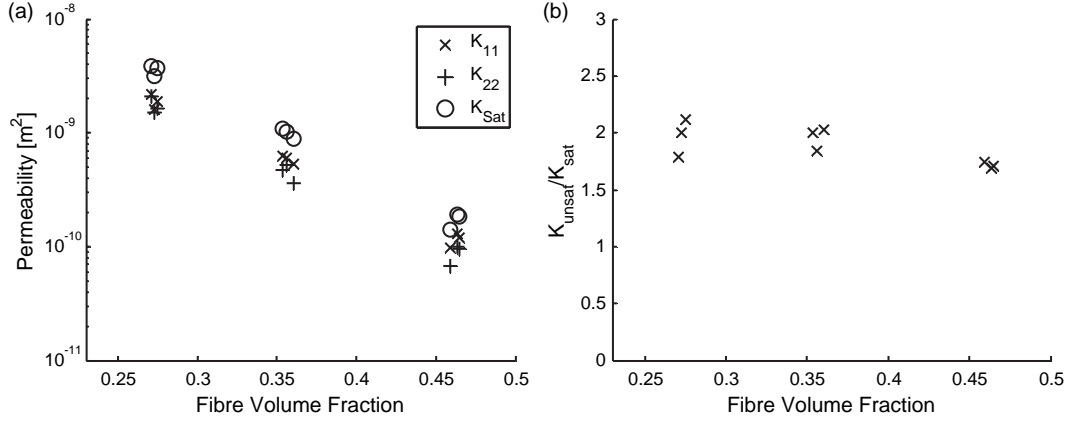 (a)
10^-8
10^-9
10^-10
10^-11
Permeability [m²]
K_11
K_22
K_Sat
0.25 0.3 0.35 0.4 0.45 0.5
Fibre Volume Fraction
(b)
3
2.5
2
1.5
1
0.5
0
K_unsat/K_sat
0.25 0.3 0.35 0.4 0.45 0.5
Fibre Volume Fraction